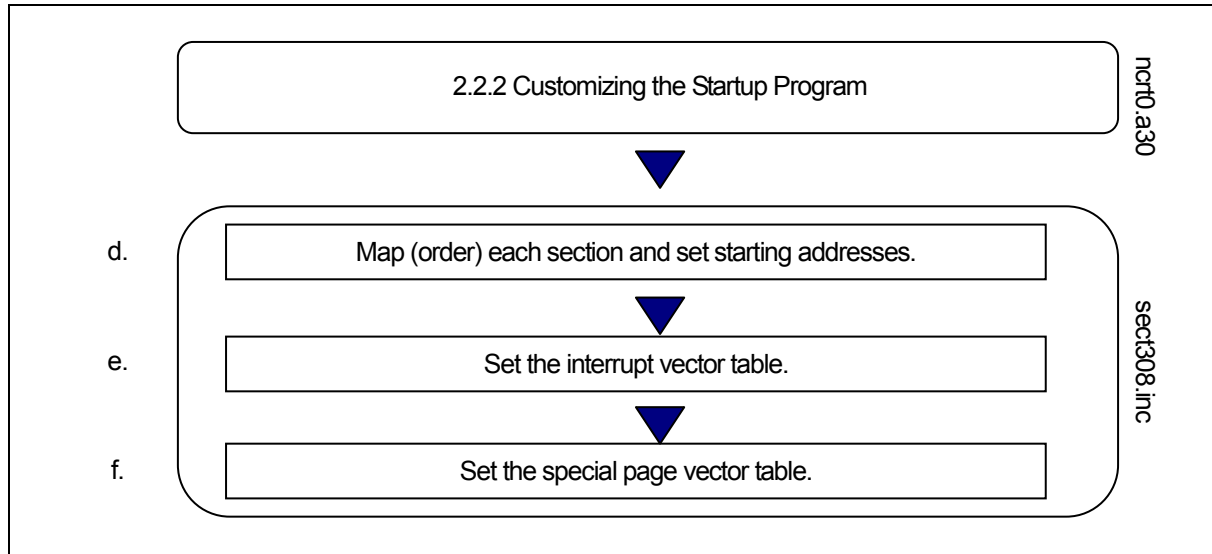 2.2.2 Customizing the Startup Program
ncrt0.a30
d.
Map (order) each section and set starting addresses.
e.
Set the interrupt vector table.
sect308.inc
f.
Set the special page vector table.